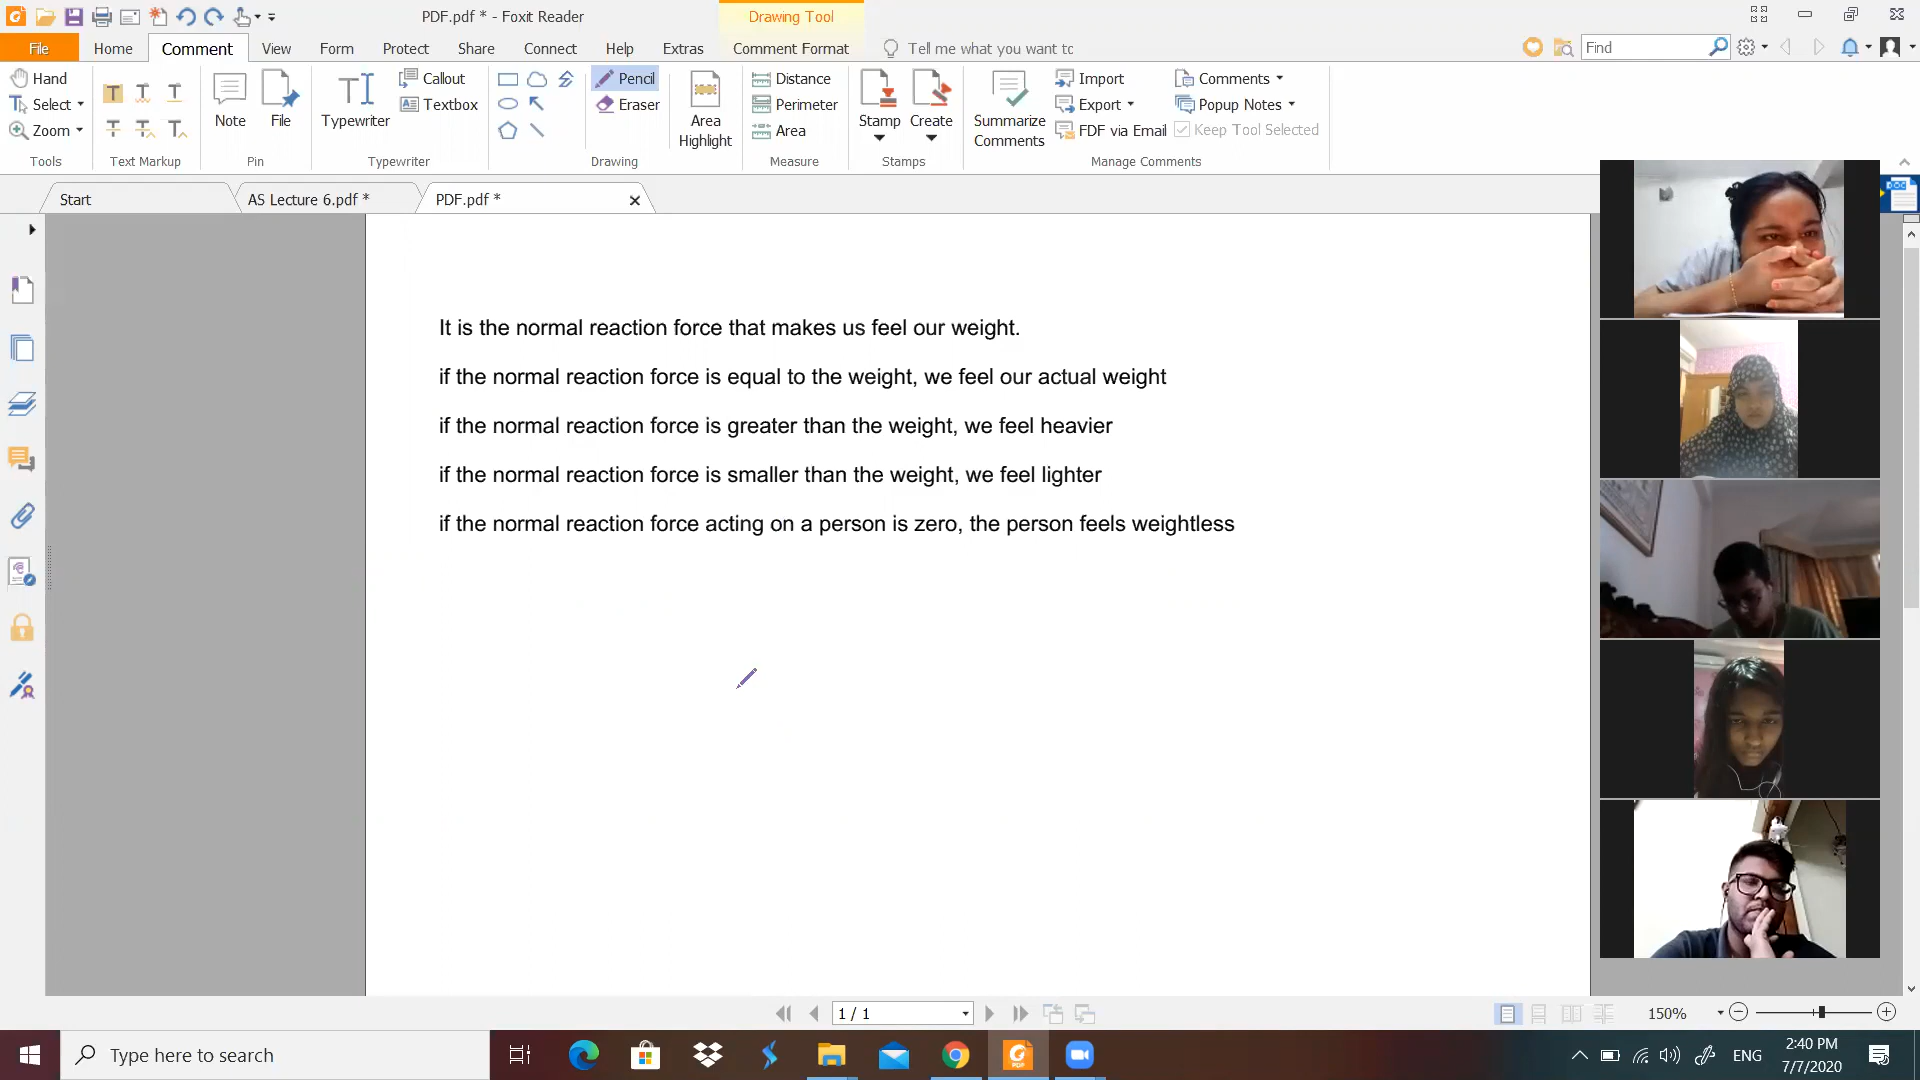 PDF.pdf * - Foxit Reader
Drawing Tool
File Home Comment View Form Protect Share Connect Help Extras Comment Format Tell me what you want to Find
Hand
Select
Zoom
Tools
Text Markup
Note
File
Pin
Typewriter
Callout
Textbox
Typewriter
Pencil
Eraser
Drawing
Area Highlight
Distance
Perimeter
Area
Measure
Stamp
Create
Stamps
Summarize Comments
Import
Export
FDF via Email
Comments
Popup Notes
Keep Tool Selected
Manage Comments
Start AS Lecture 6.pdf * PDF.pdf *
DOC
It is the normal reaction force that makes us feel our weight.
if the normal reaction force is equal to the weight, we feel our actual weight
if the normal reaction force is greater than the weight, we feel heavier
if the normal reaction force is smaller than the weight, we feel lighter
if the normal reaction force acting on a person is zero, the person feels weightless
1 / 1
150%
Type here to search
PDF
ENG
2:40 PM
7/7/2020